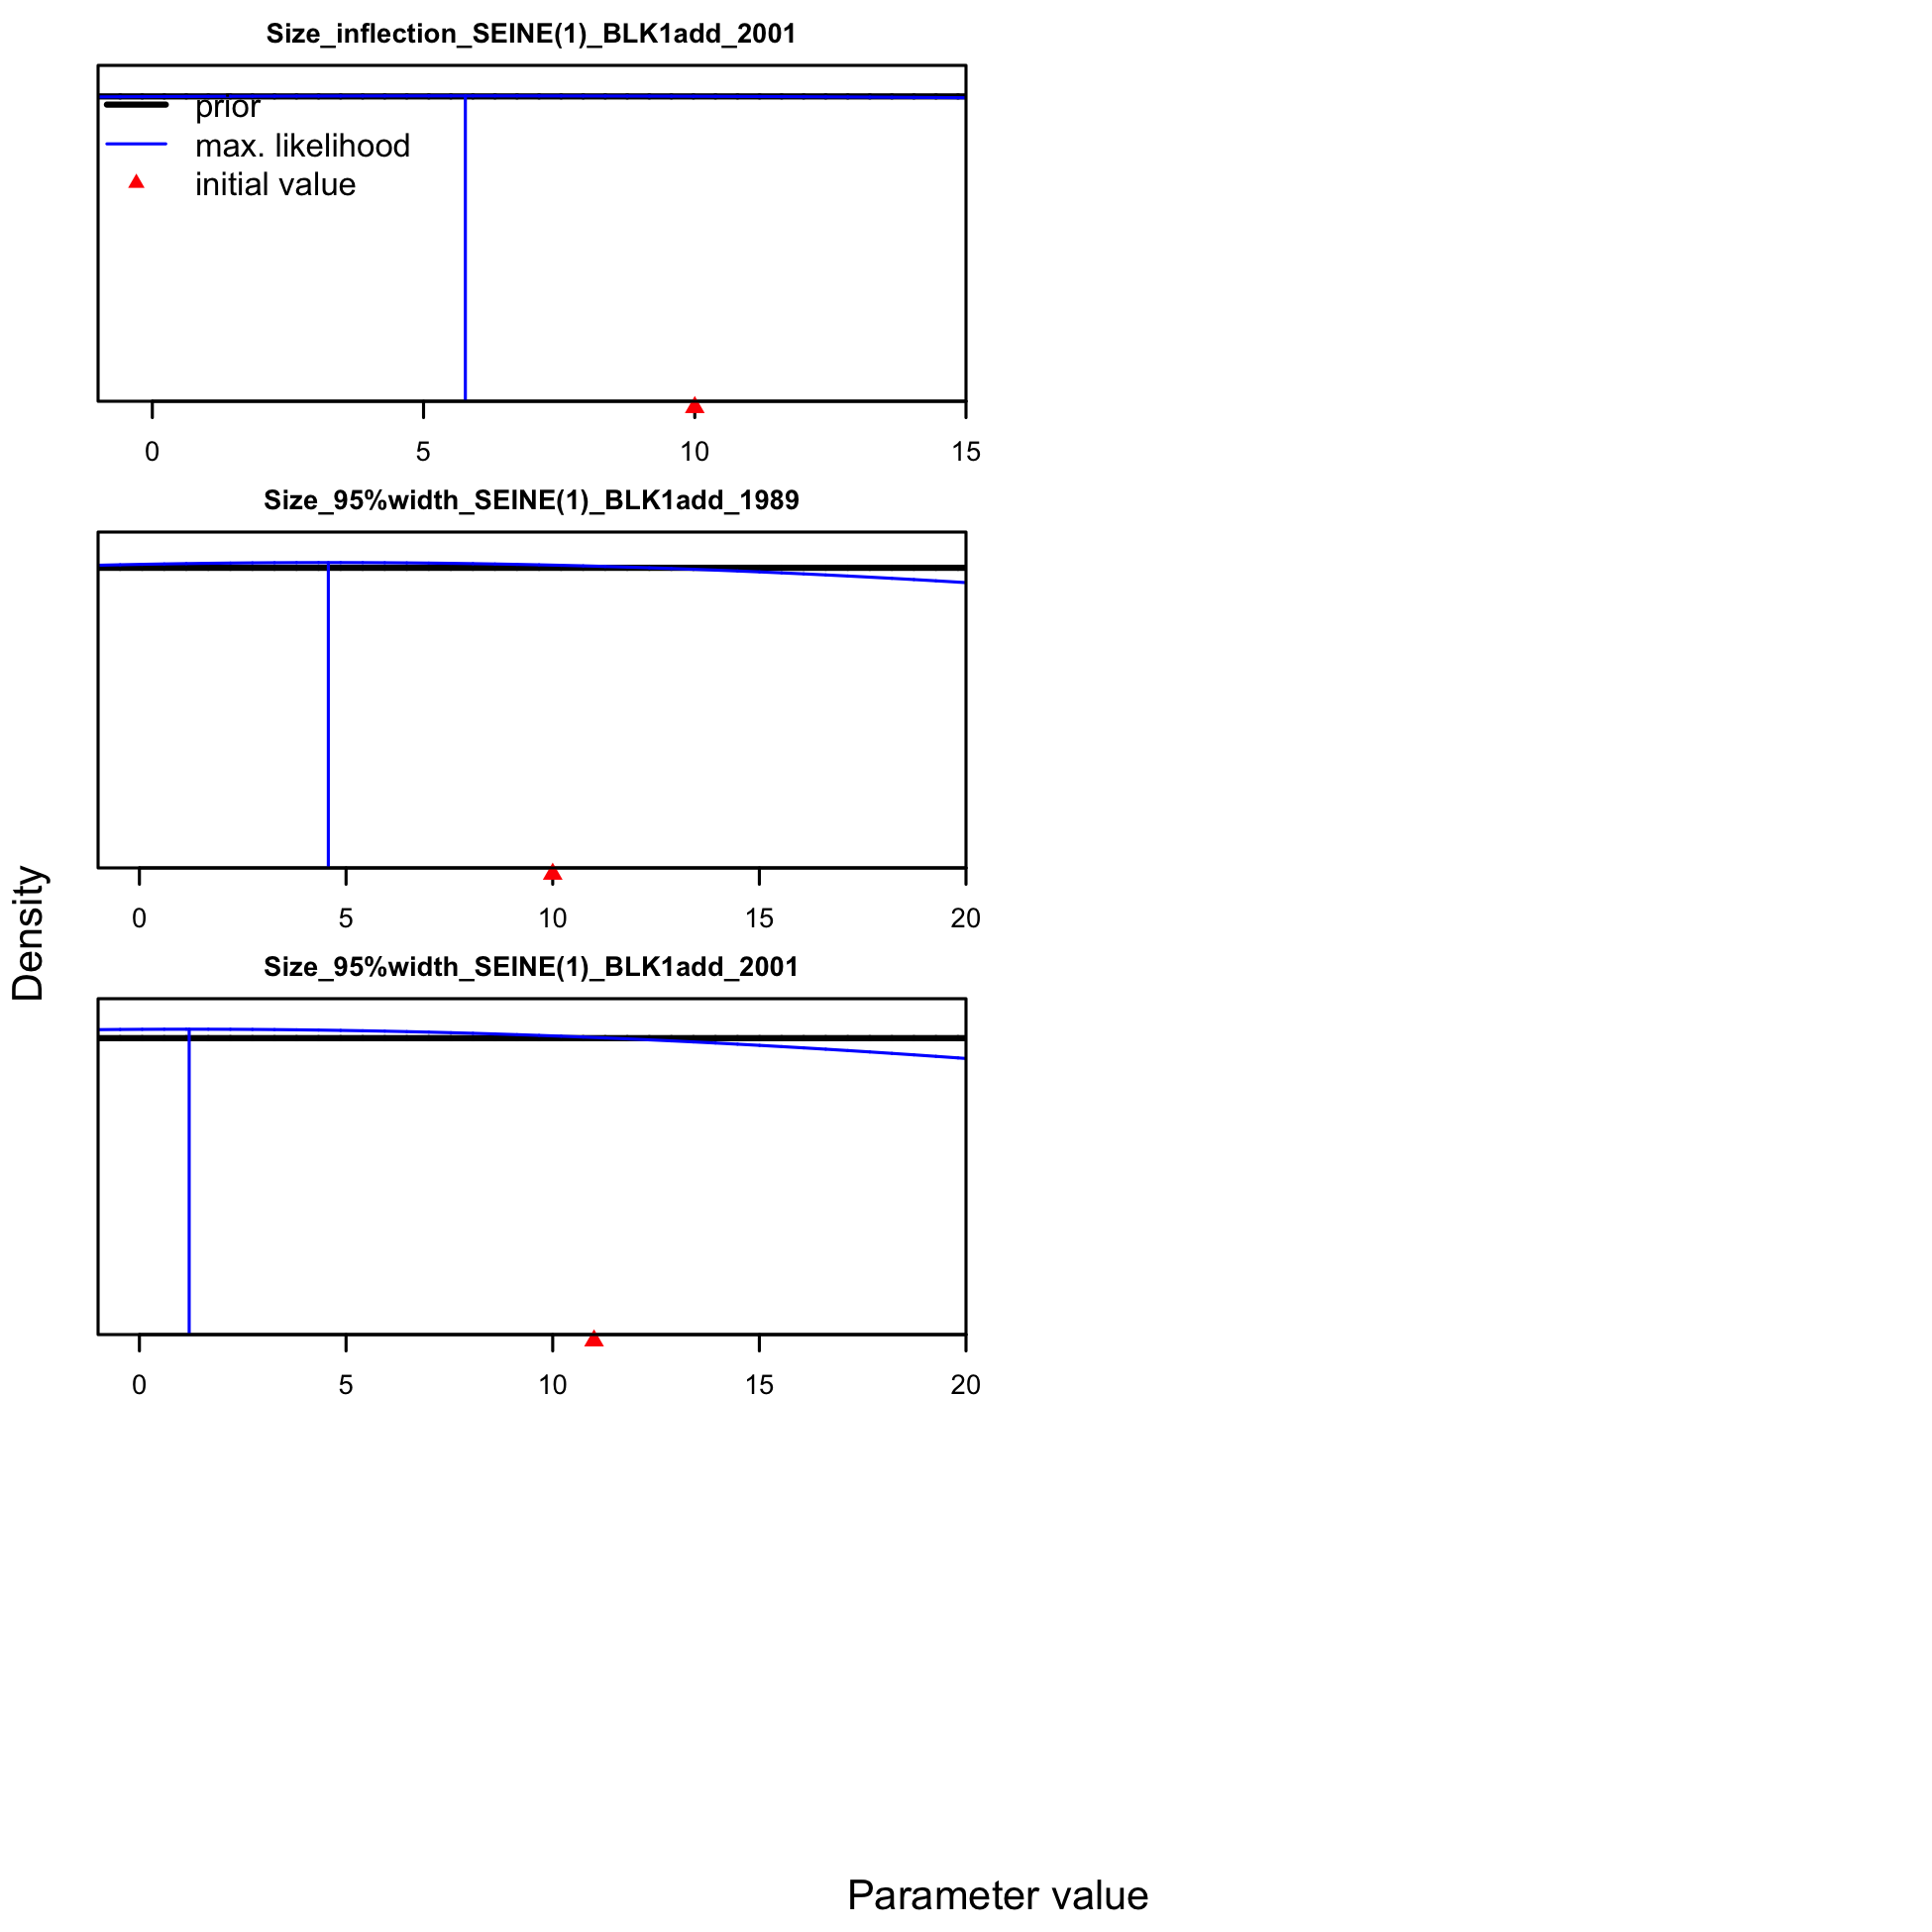 Size_inflection_SEINE(1)_BLK1add_2001
prior
max. likelihood
initial value
0 5 10 15
Size_95%width_SEINE(1)_BLK1add_1989
0 5 10 15 20
Size_95%width_SEINE(1)_BLK1add_2001
0 5 10 15 20
Density
Parameter value